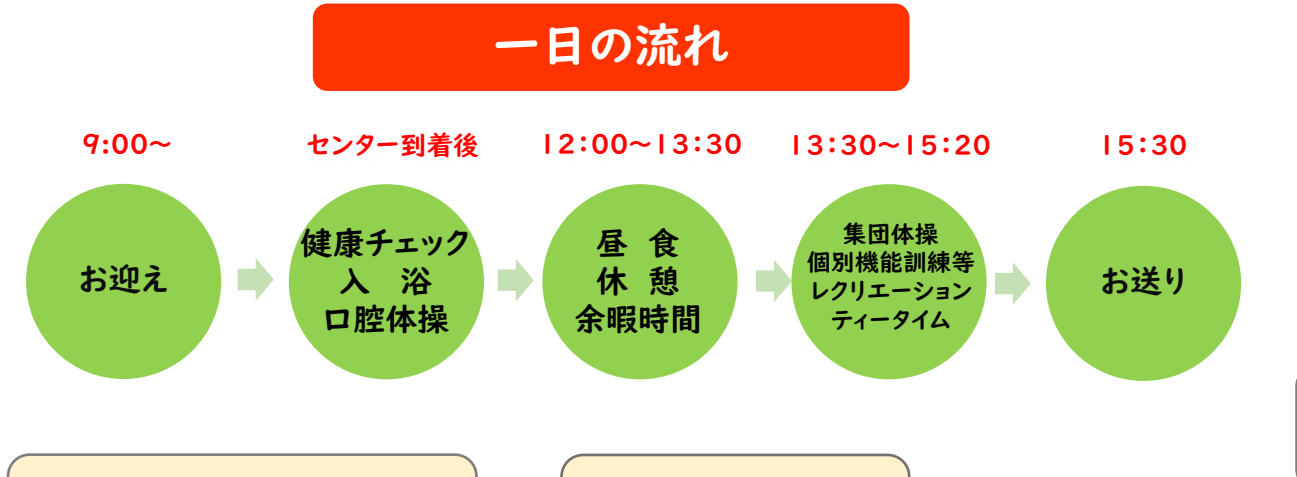 一日の流れ
9:00～
センター到着後
12:00～13:30
13:30～15:20
15:30
お迎え
健康チェック
入　浴
口腔体操
昼　食
休　憩
余暇時間
集団体操
個別機能訓練等
レクリエーション
ティータイム
お送り